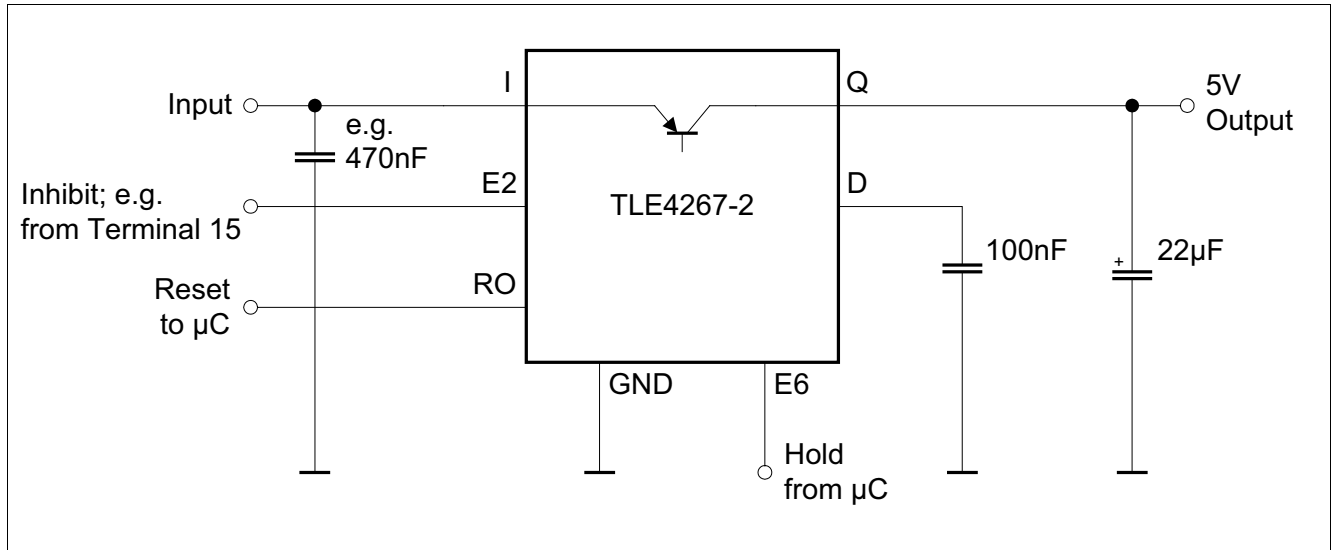 I
Q
5V
Output
Input
e.g.
470nF
E2
D
Inhibit; e.g.
from Terminal 15
TLE4267-2
100nF
+
22µF
RO
Reset
to µC
GND
E6
Hold
from µC